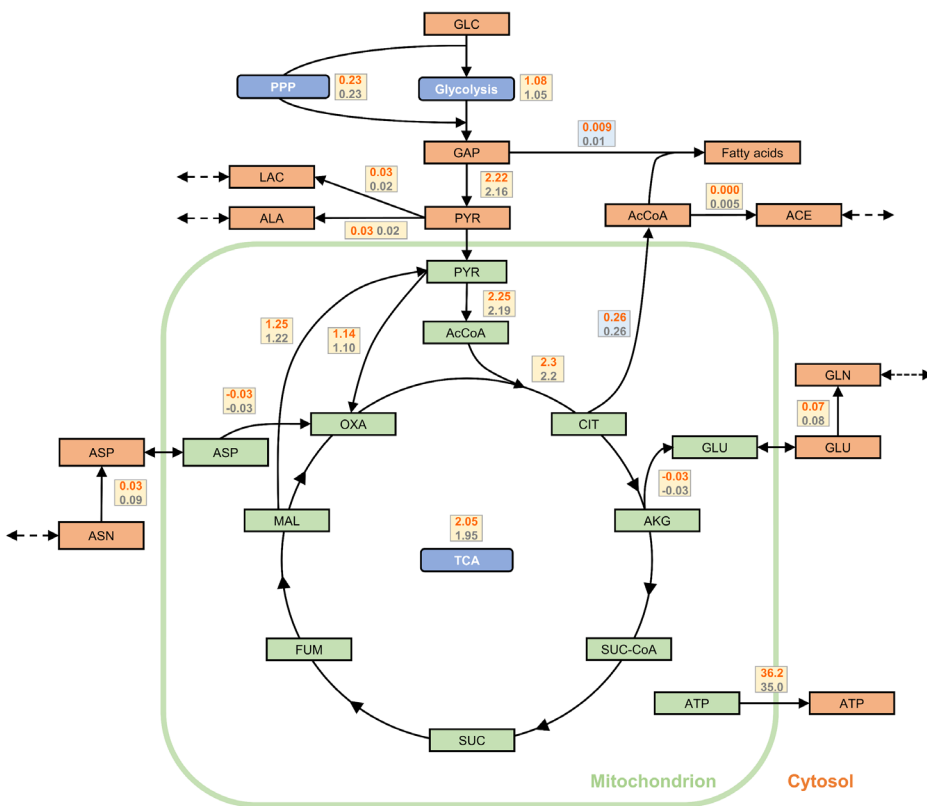 GLC
PPP
0.23
0.23
Glycolysis
1.08
1.05
GAP
0.009
0.01
Fatty acids
LAC
0.03
0.02
2.22
2.16
0.000
0.005
ALA
0.03 0.02
PYR
AcCoA
ACE
PYR
2.25
2.19
1.25
1.22
1.14
1.10
AcCoA
0.26
0.26
2.3
2.2
GLN
-0.03
-0.03
0.07
0.08
OXA
CIT
ASP
ASP
GLU
GLU
0.03
0.09
-0.03
-0.03
ASN
MAL
AKG
2.05
1.95
TCA
FUM
SUC-CoA
36.2
35.0
ATP
ATP
SUC
Mitochondrion
Cytosol